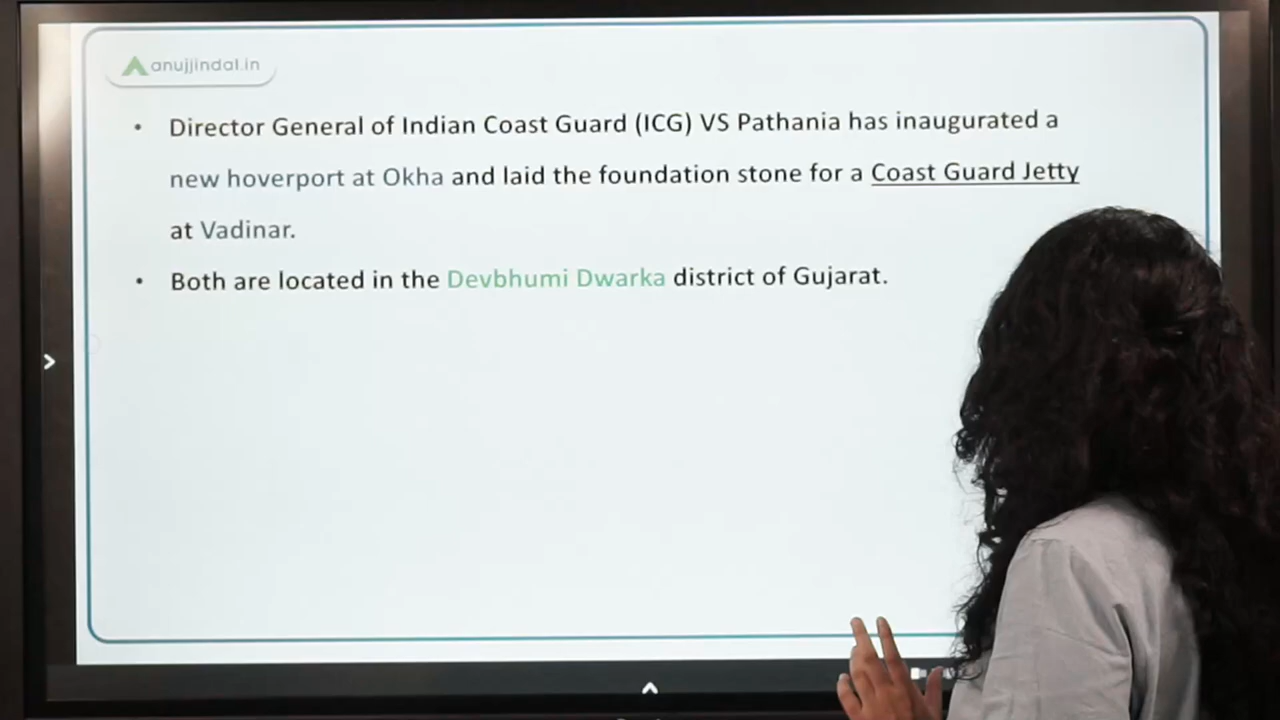 anujjindal.in
• Director General of Indian Coast Guard (ICG) VS Pathania has inaugurated a
new hoverport at Okha and laid the foundation stone for a Coast Guard Jetty
at Vadinar.
• Both are located in the Devbhumi Dwarka district of Gujarat.